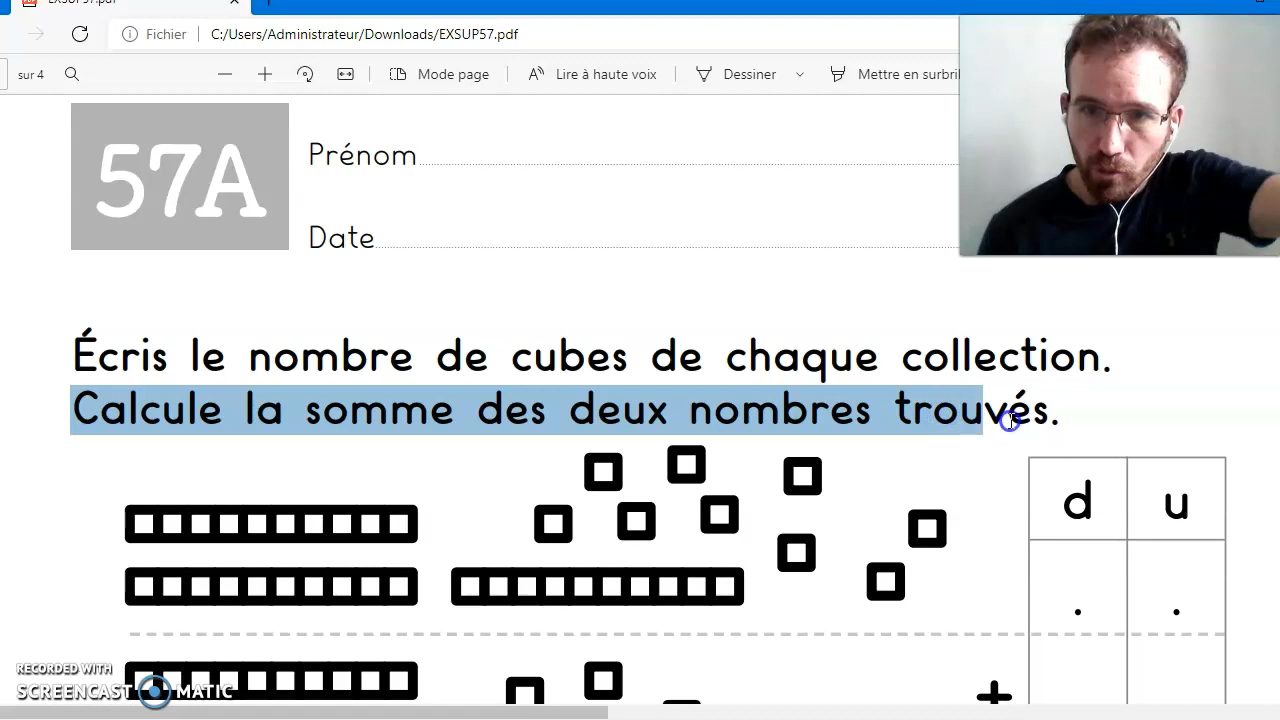 EXSUP57.pdf
Fichier C:/Users/Administrateur/Downloads/EXSUP57.pdf
sur 4 Mode page Lire à haute voix Dessiner Mettre en surbril
57A
Prénom
Date
Écris le nombre de cubes de chaque collection.
Calcule la somme des deux nombres trouvés.
d u
. .
+
RECORDED WITH
SCREENCAST MATIC